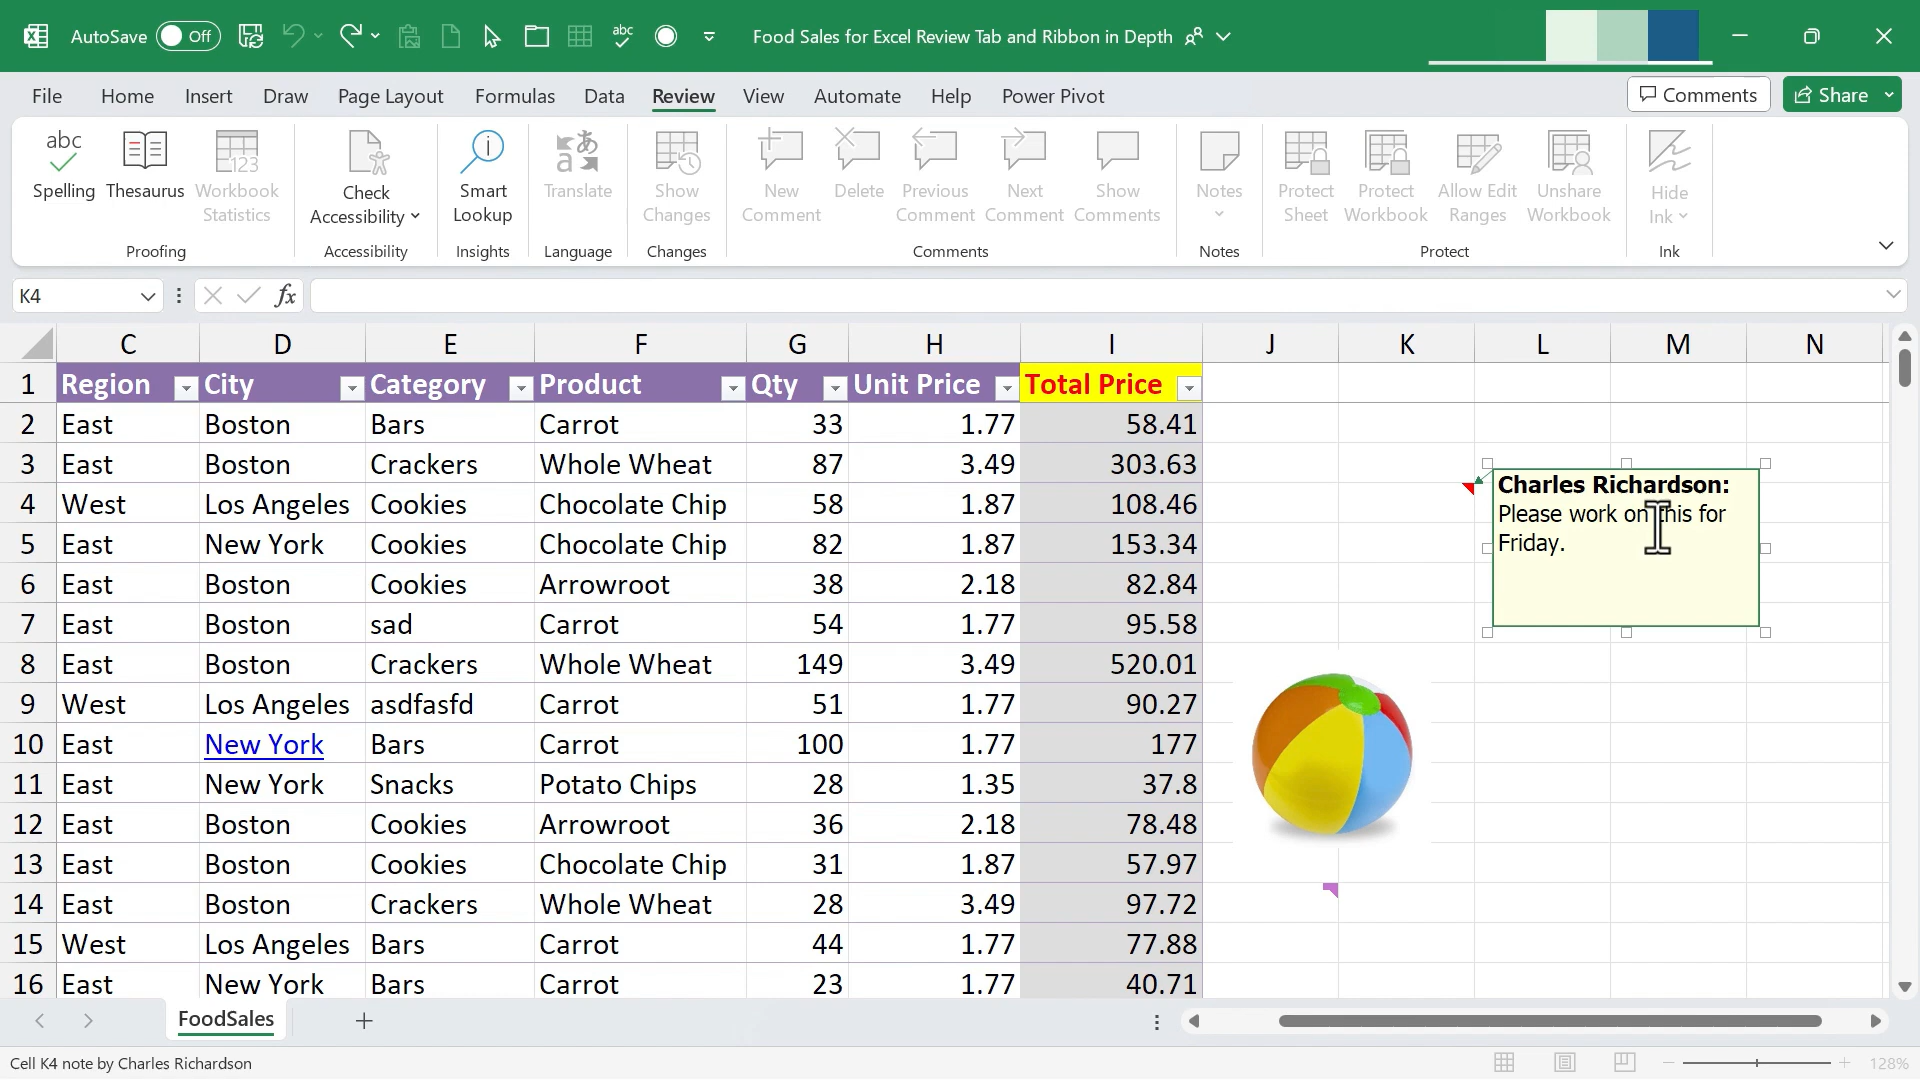 AutoSave Off abc Food Sales for Excel Review Tab and Ribbon in Depth
File Home Insert Draw Page Layout Formulas Data Review View Automate Help Power Pivot Comments Share
abc 123
Spelling Thesaurus Workbook Statistics Check Accessibility Smart Lookup Translate Show Changes New Comment Delete Previous Comment Next Comment Show Comments Notes Protect Sheet Protect Workbook Allow Edit Ranges Unshare Workbook Hide Ink
Proofing Accessibility Insights Language Changes Comments Notes Protect Ink
K4 fx
C D E F G H I J K L M N
1 Region City Category Product Qty Unit Price Total Price
2 East Boston Bars Carrot 33 1.77 58.41
3 East Boston Crackers Whole Wheat 87 3.49 303.63
4 West Los Angeles Cookies Chocolate Chip 58 1.87 108.46
5 East New York Cookies Chocolate Chip 82 1.87 153.34
6 East Boston Cookies Arrowroot 38 2.18 82.84
7 East Boston sad Carrot 54 1.77 95.58
8 East Boston Crackers Whole Wheat 149 3.49 520.01
9 West Los Angeles asdfasfd Carrot 51 1.77 90.27
10 East New York Bars Carrot 100 1.77 177
11 East New York Snacks Potato Chips 28 1.35 37.8
12 East Boston Cookies Arrowroot 36 2.18 78.48
13 East Boston Cookies Chocolate Chip 31 1.87 57.97
14 East Boston Crackers Whole Wheat 28 3.49 97.72
15 West Los Angeles Bars Carrot 44 1.77 77.88
16 East New York Bars Carrot 23 1.77 40.71
Charles Richardson:
Please work on this for
Friday.
FoodSales
Cell K4 note by Charles Richardson 128%